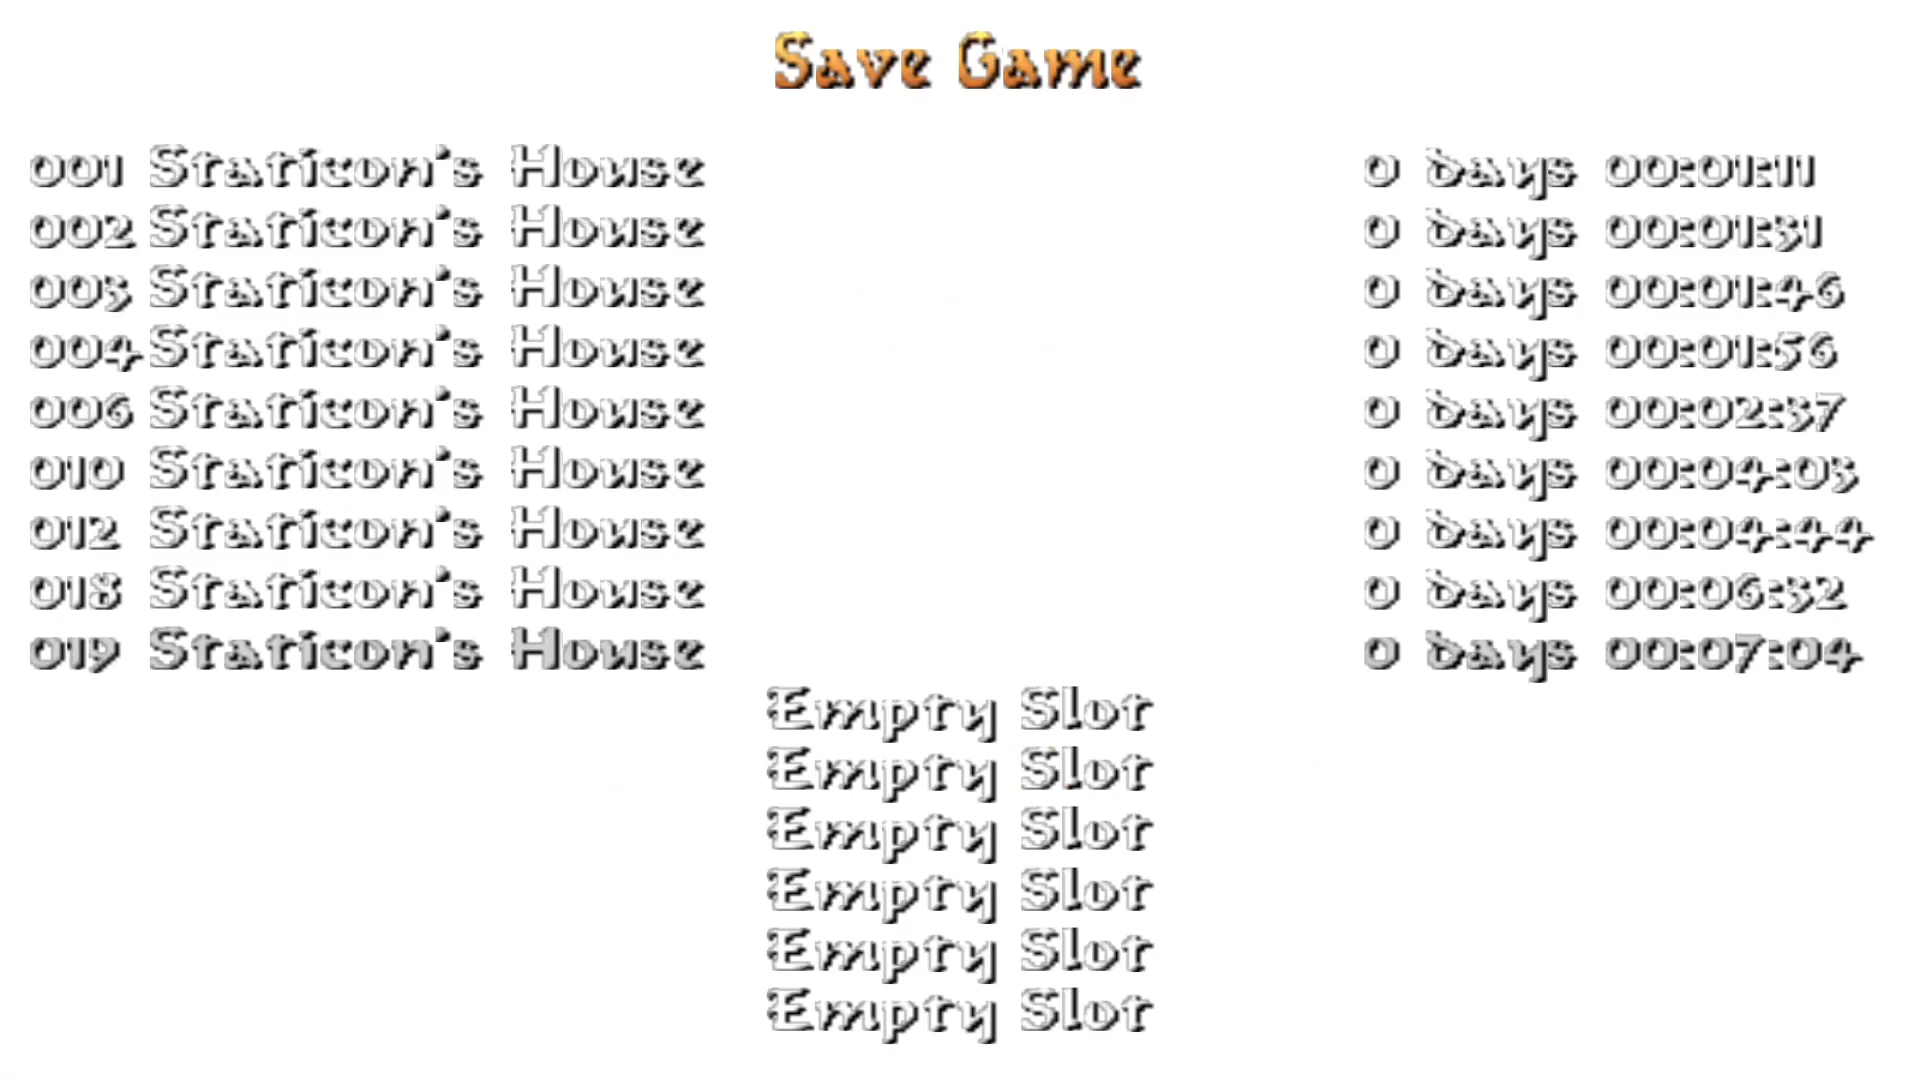 Save Game
001 Staticon's House 0 days 00:01:11
002 Staticon's House 0 days 00:01:31
003 Staticon's House 0 days 00:01:46
004 Staticon's House 0 days 00:01:56
006 Staticon's House 0 days 00:02:37
010 Staticon's House 0 days 00:04:03
012 Staticon's House 0 days 00:04:44
018 Staticon's House 0 days 00:06:32
019 Staticon's House 0 days 00:07:04
Empty Slot
Empty Slot
Empty Slot
Empty Slot
Empty Slot
Empty Slot